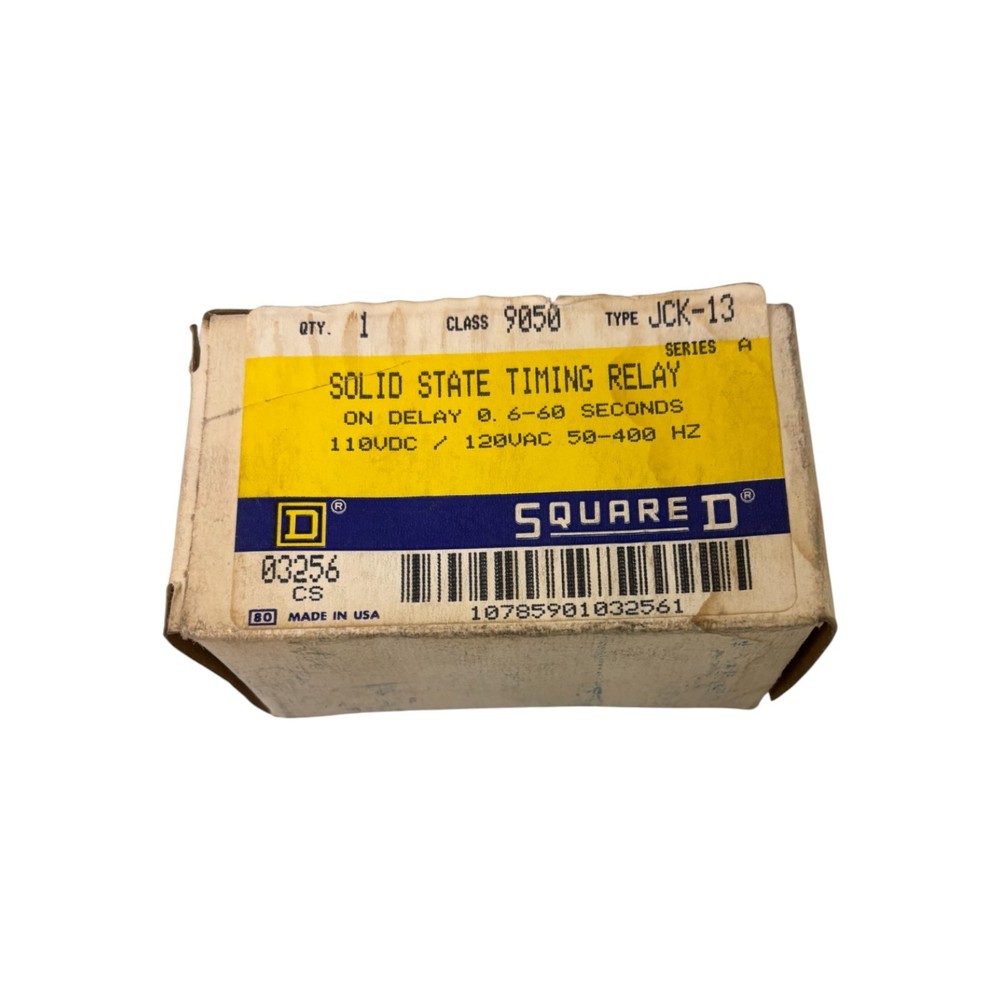 QTY. 1 CLASS 9050 TYPE JCK-13
SERIES A
SOLID STATE TIMING RELAY
ON DELAY 0.6-60 SECONDS
110VDC / 120VAC 50-400 HZ
D ® SQUARE D ®
03256
CS
80 MADE IN USA
10785901032561